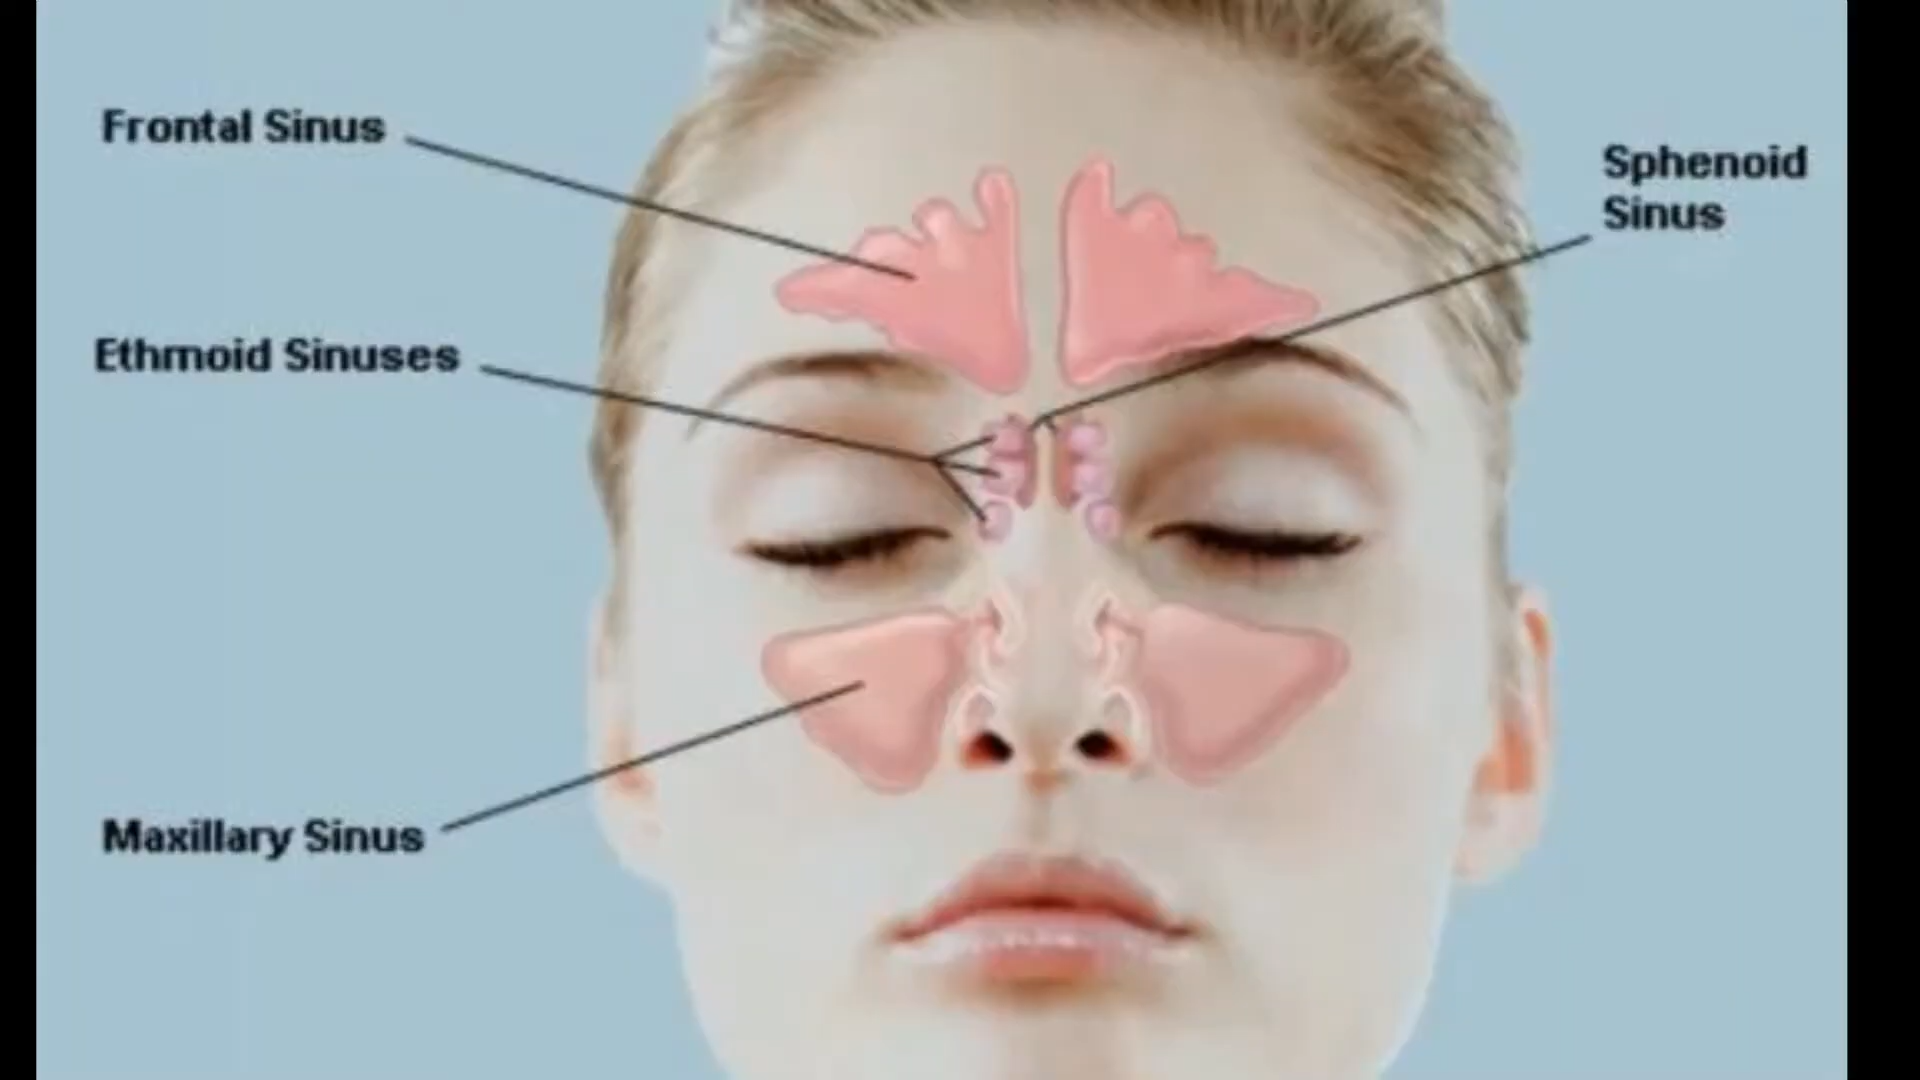 Frontal Sinus
Sphenoid
Sinus
Ethmoid Sinuses
Maxillary Sinus